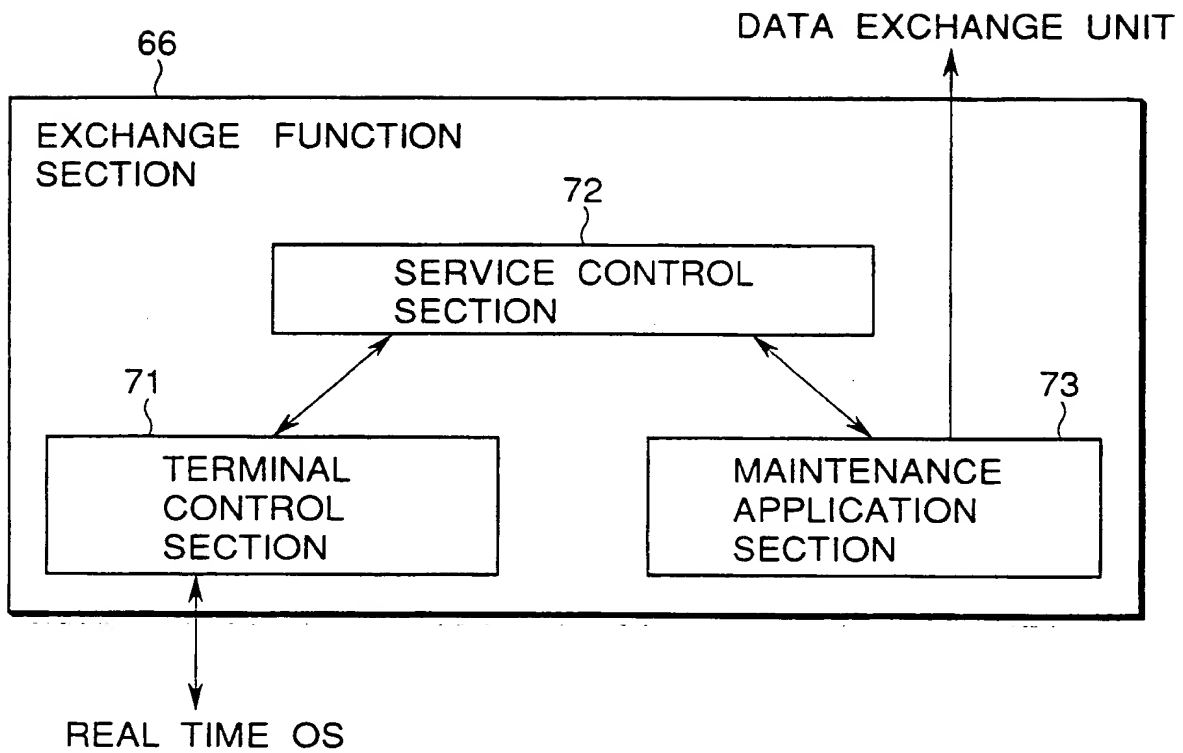 DATA EXCHANGE UNIT
66
EXCHANGE FUNCTION
SECTION
72
SERVICE CONTROL
SECTION
71
TERMINAL
CONTROL
SECTION
73
MAINTENANCE
APPLICATION
SECTION
REAL TIME OS